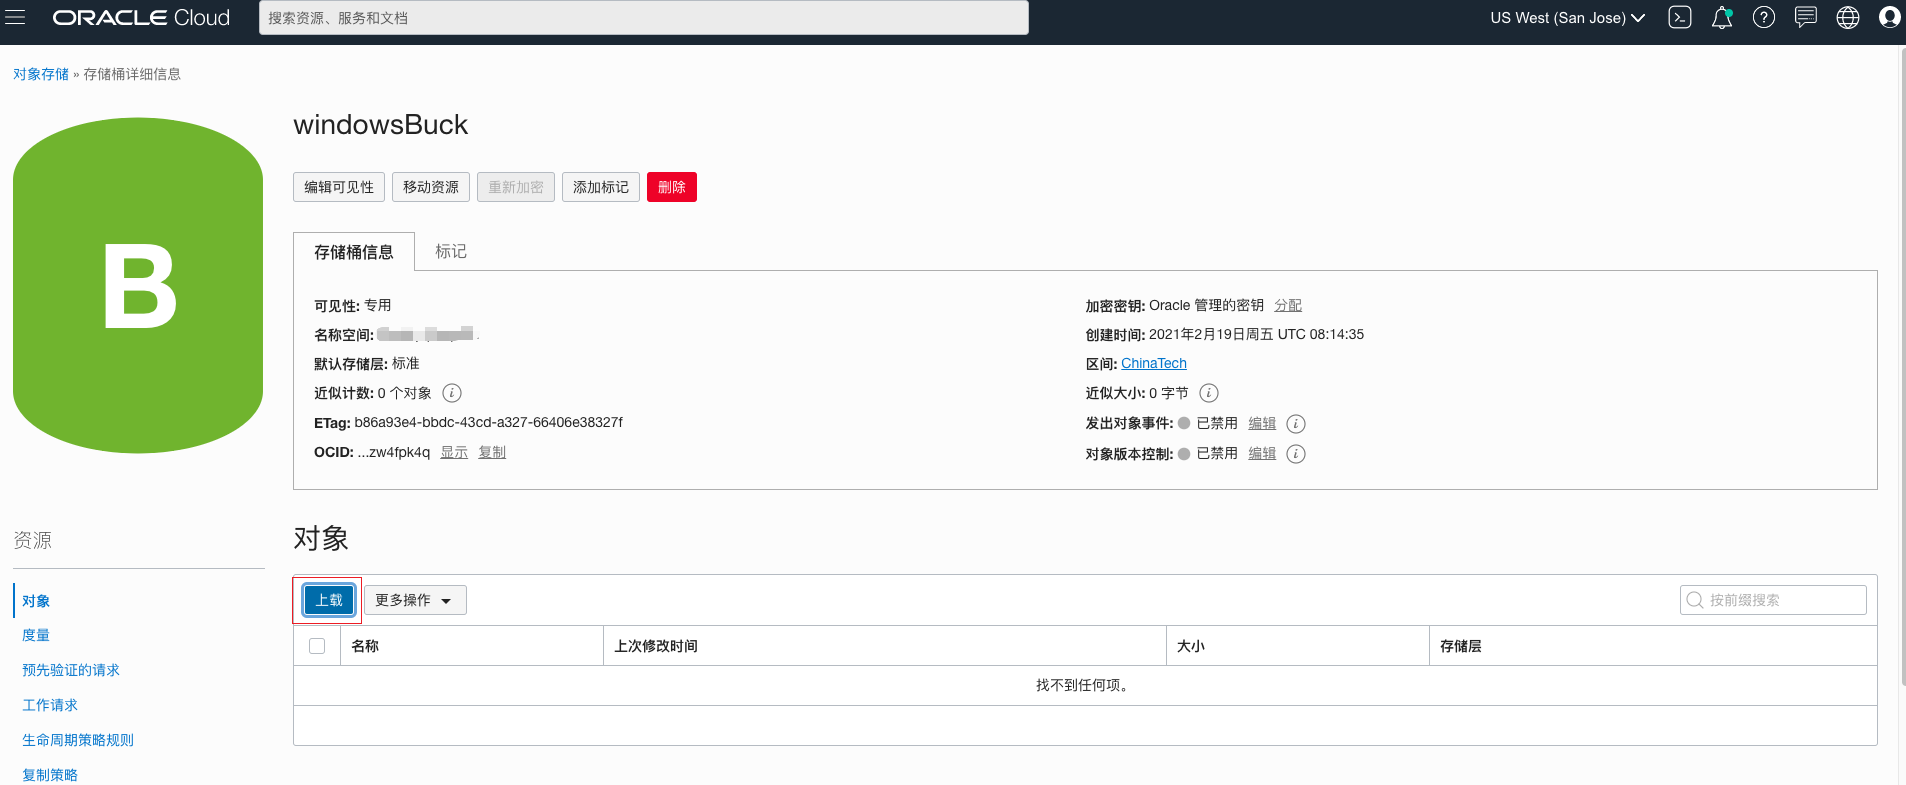 ORACLE Cloud
搜索资源、服务和文档
US West (San Jose)
对象存储 » 存储桶详细信息
B
windowsBuck
编辑可见性 移动资源 重新加密 添加标记 删除
存储桶信息 标记
可见性: 专用
名称空间:
默认存储层: 标准
近似计数: 0 个对象
ETag: b86a93e4-bbdc-43cd-a327-66406e38327f
OCID: ...zw4fpk4q 显示 复制
加密密钥: Oracle 管理的密钥 分配
创建时间: 2021年2月19日周五 UTC 08:14:35
区间: ChinaTech
近似大小: 0 字节
发出对象事件: 已禁用 编辑
对象版本控制: 已禁用 编辑
资源
对象
度量
预先验证的请求
工作请求
生命周期策略规则
复制策略
对象
上载 更多操作
按前缀搜索
名称 上次修改时间 大小 存储层
找不到任何项。